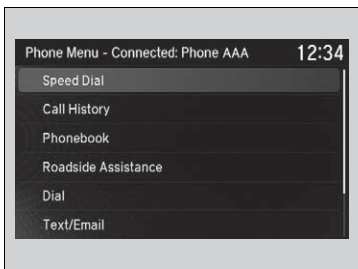 Phone Menu - Connected: Phone AAA 12:34
Speed Dial
Call History
Phonebook
Roadside Assistance
Dial
Text/Email